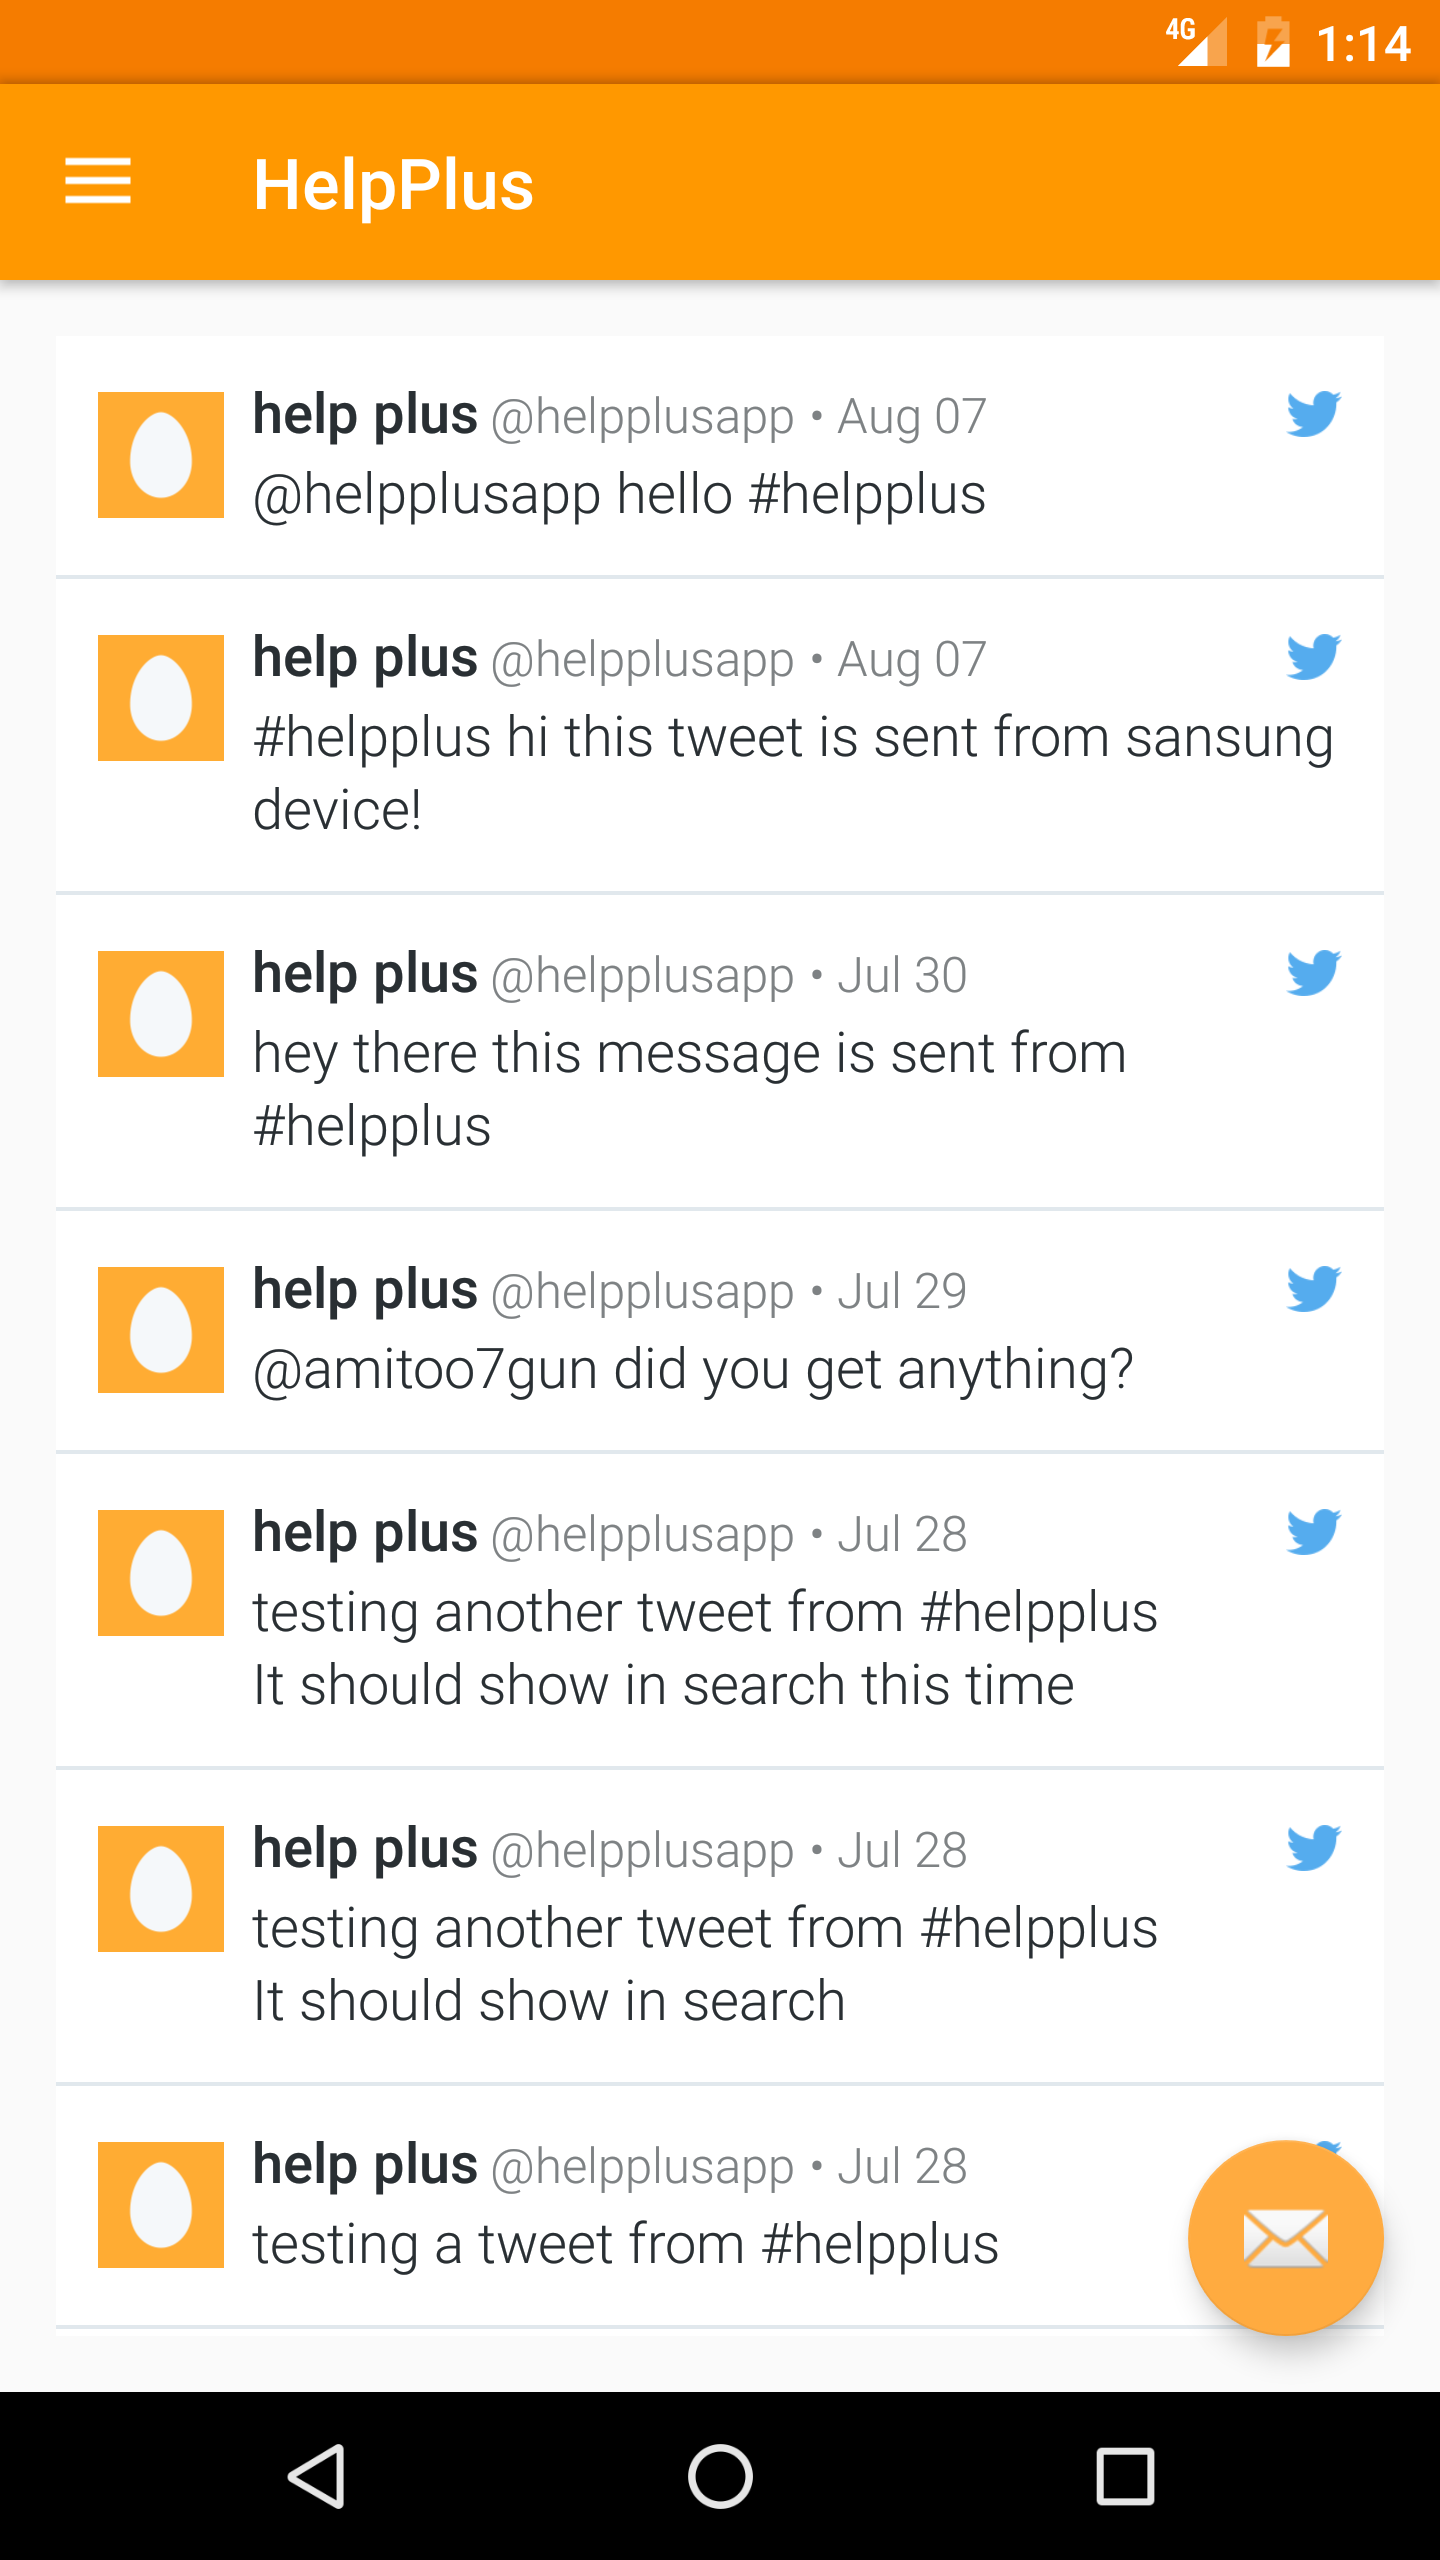 4G 1:14
HelpPlus
help plus @helpplusapp • Aug 07
@helpplusapp hello #helpplus
help plus @helpplusapp • Aug 07
#helpplus hi this tweet is sent from sansung
device!
help plus @helpplusapp • Jul 30
hey there this message is sent from
#helpplus
help plus @helpplusapp • Jul 29
@amitoo7gun did you get anything?
help plus @helpplusapp • Jul 28
testing another tweet from #helpplus
It should show in search this time
help plus @helpplusapp • Jul 28
testing another tweet from #helpplus
It should show in search
help plus @helpplusapp • Jul 28
testing a tweet from #helpplus